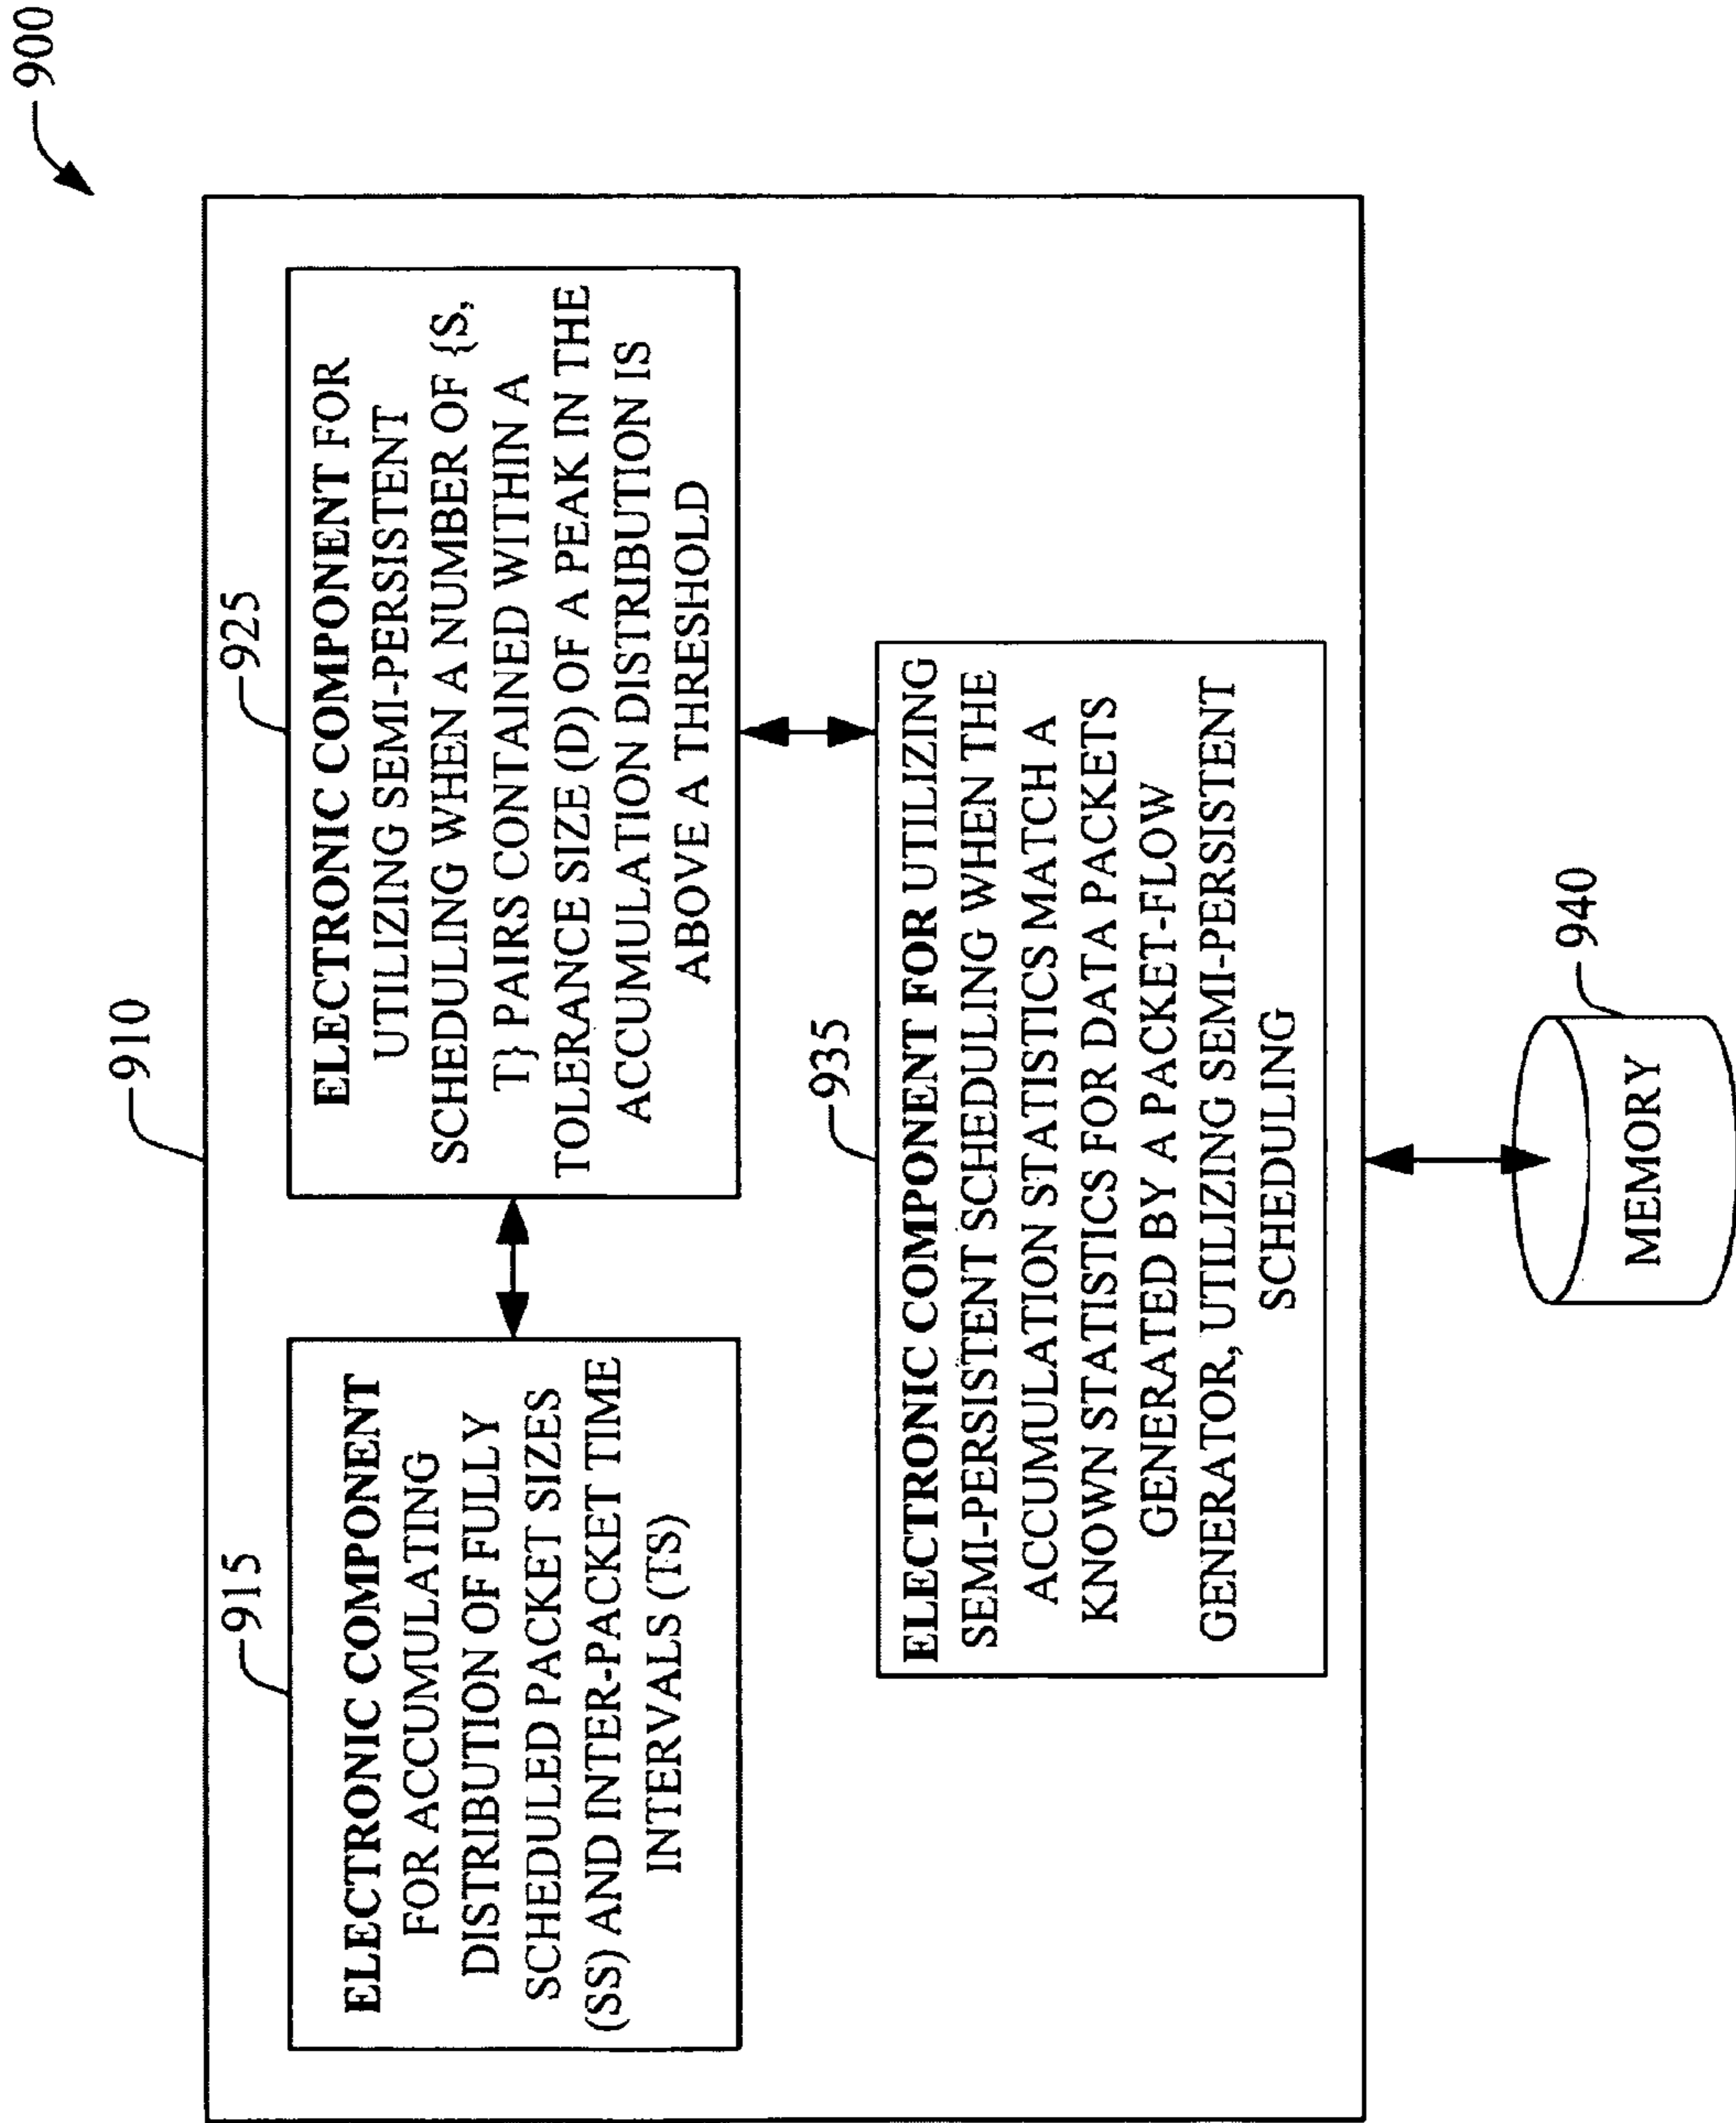 900
910
915
ELECTRONIC COMPONENT
FOR ACCUMULATING
DISTRIBUTION OF FULLY
SCHEDULED PACKET SIZES
(SS) AND INTER-PACKET TIME
INTERVALS (TS)
925
ELECTRONIC COMPONENT FOR
UTILIZING SEMI-PERSISTENT
SCHEDULING WHEN A NUMBER OF {S,
T} PAIRS CONTAINED WITHIN A
TOLERANCE SIZE (D) OF A PEAK IN THE
ACCUMULATION DISTRIBUTION IS
ABOVE A THRESHOLD
935
ELECTRONIC COMPONENT FOR UTILIZING
SEMI-PERSISTENT SCHEDULING WHEN THE
ACCUMULATION STATISTICS MATCH A
KNOWN STATISTICS FOR DATA PACKETS
GENERATED BY A PACKET-FLOW
GENERATOR, UTILIZING SEMI-PERSISTENT
SCHEDULING
940
MEMORY